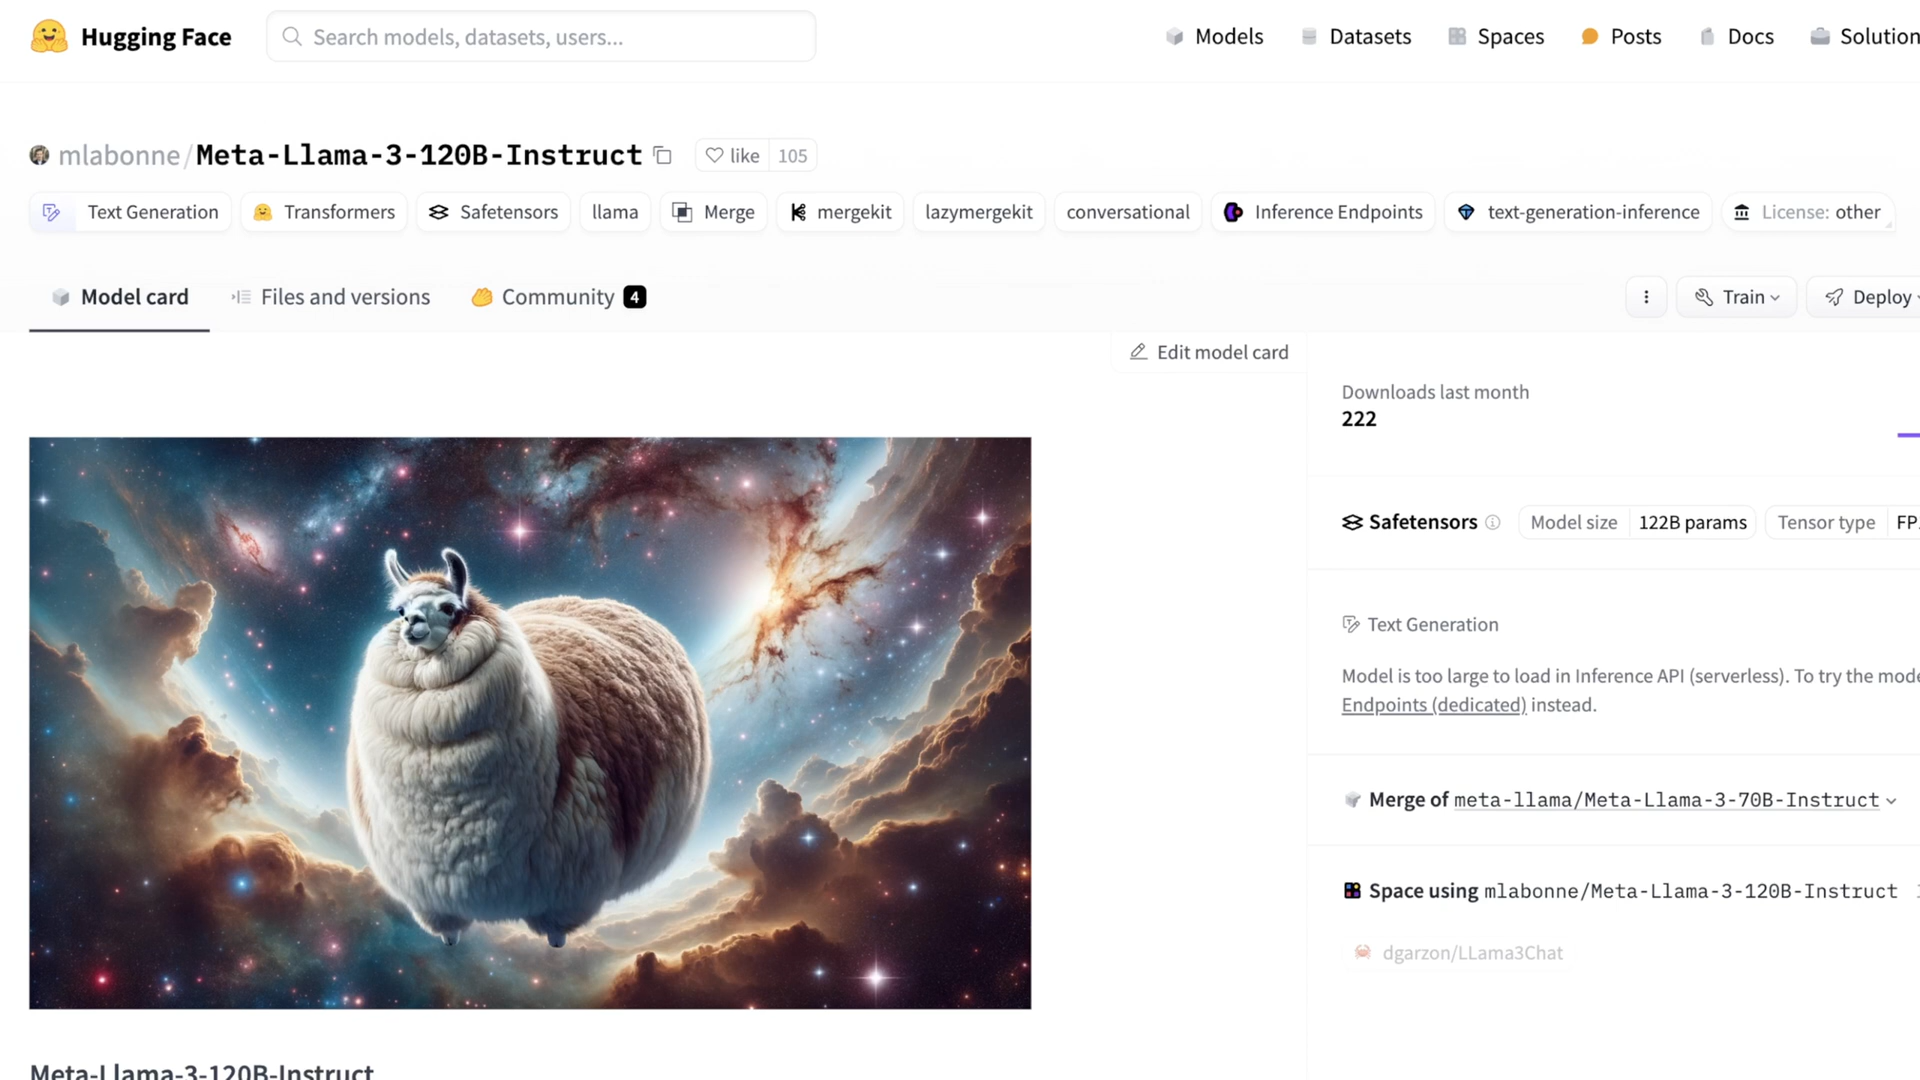 Hugging Face Search models, datasets, users... Models Datasets Spaces Posts Docs Solution
mlabonne/Meta-Llama-3-120B-Instruct like 105
Text Generation Transformers Safetensors llama Merge mergekit lazymergekit conversational Inference Endpoints text-generation-inference License: other
Model card Files and versions Community 4 Train Deploy
Edit model card
Downloads last month
222
Safetensors Model size 122B params Tensor type FP
Text Generation
Model is too large to load in Inference API (serverless). To try the mode
Endpoints (dedicated) instead.
Merge of meta-llama/Meta-Llama-3-70B-Instruct
Space using mlabonne/Meta-Llama-3-120B-Instruct
dgarzon/LLama3Chat
Meta-Llama-3-120B-Instruct